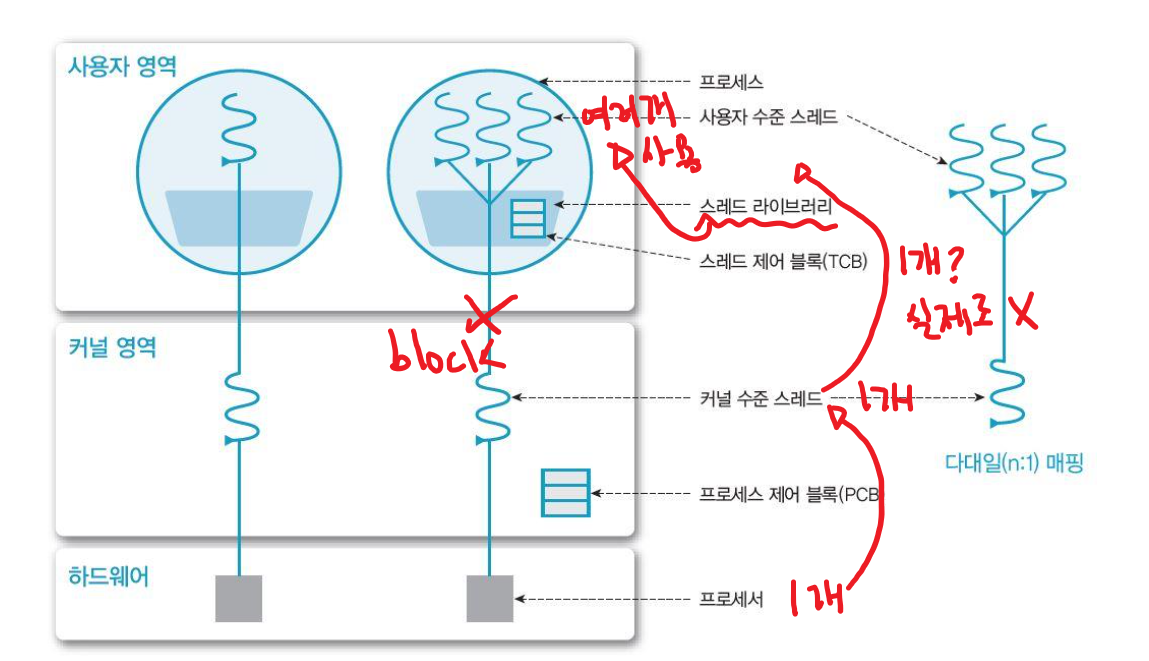 사용자 영역
프로세스
여러개
사용자 수준 스레드
사용
스레드 라이브러리
스레드 제어 블록(TCB)
1개?
실제로 X
block
커널 영역
커널 수준 스레드
1개
다대일(n:1) 매핑
프로세스 제어 블록(PCB)
하드웨어
프로세서
1개